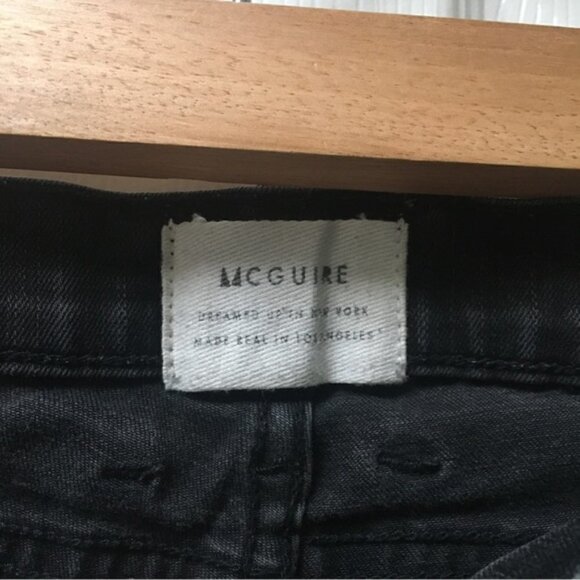 MCGUIRE
DREAMED UP IN NEW YORK
MADE REAL IN LOS ANGELES